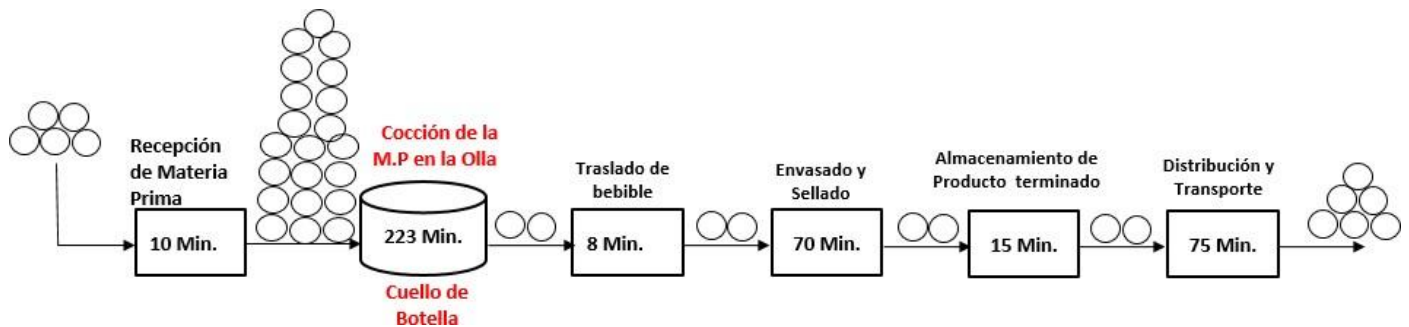 Recepción
de Materia
Prima
10 Min.
Cocción de la
M.P en la Olla
223 Min.
Cuello de
Botella
Traslado de
bebible
8 Min.
Envasado y
Sellado
70 Min.
Almacenamiento de
Producto terminado
15 Min.
Distribución y
Transporte
75 Min.